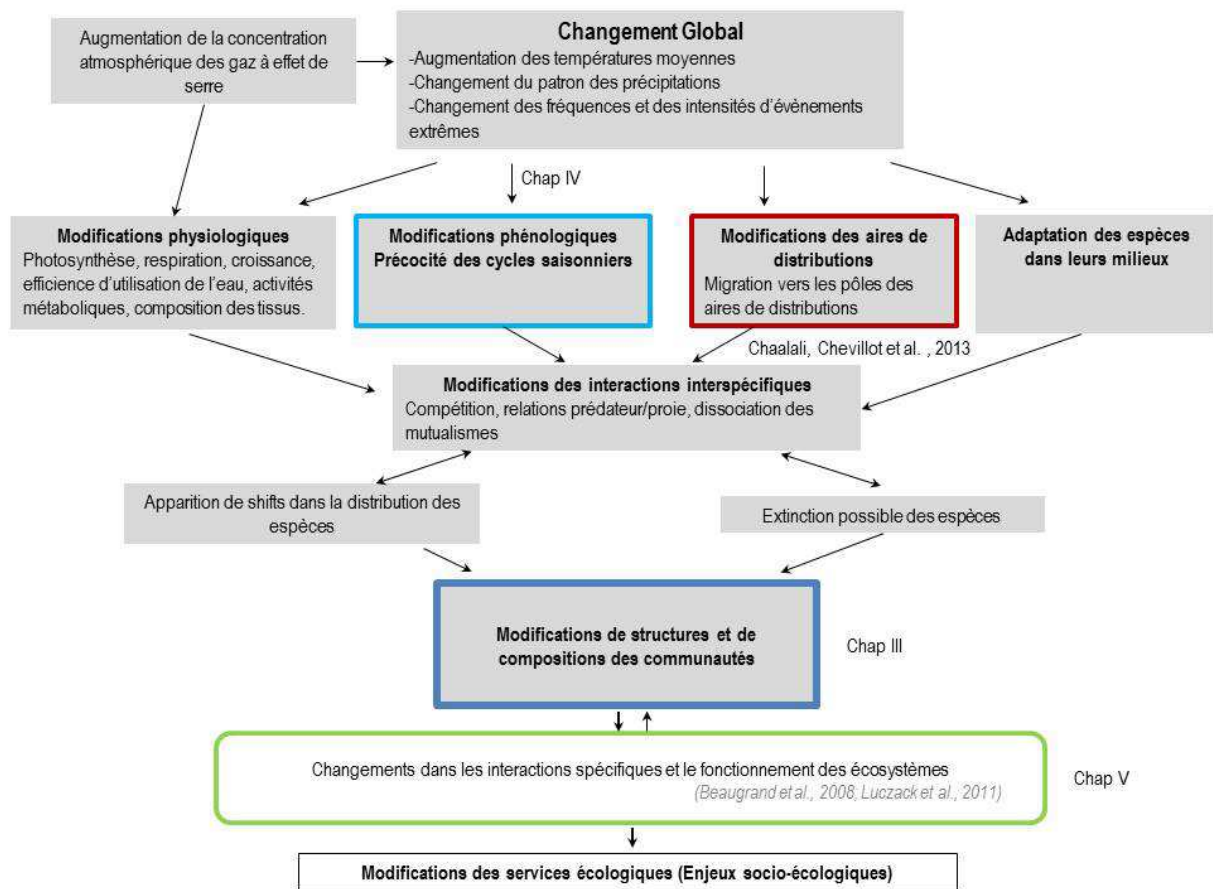 Augmentation de la concentration
atmosphérique des gaz à effet de
serre
Changement Global
-Augmentation des températures moyennes
-Changement du patron des précipitations
-Changement des fréquences et des intensités d'évènements
extrêmes
Chap IV
Modifications physiologiques
Photosynthèse, respiration, croissance,
efficience d'utilisation de l'eau, activités
métaboliques, composition des tissus.
Modifications phénologiques
Précocité des cycles saisonniers
Modifications des aires de
distributions
Migration vers les pôles des
aires de distributions
Adaptation des espèces
dans leurs milieux
Chaalali, Chevillot et al. , 2013
Modifications des interactions interspécifiques
Compétition, relations prédateur/proie, dissociation des
mutualismes
Apparition de shifts dans la distribution des
espèces
Extinction possible des espèces
Modifications de structures et de
compositions des communautés
Chap III
Changements dans les interactions spécifiques et le fonctionnement des écosystèmes
(Beaugrand et al., 2008; Luczack et al., 2011)
Chap V
Modifications des services écologiques (Enjeux socio-écologiques)